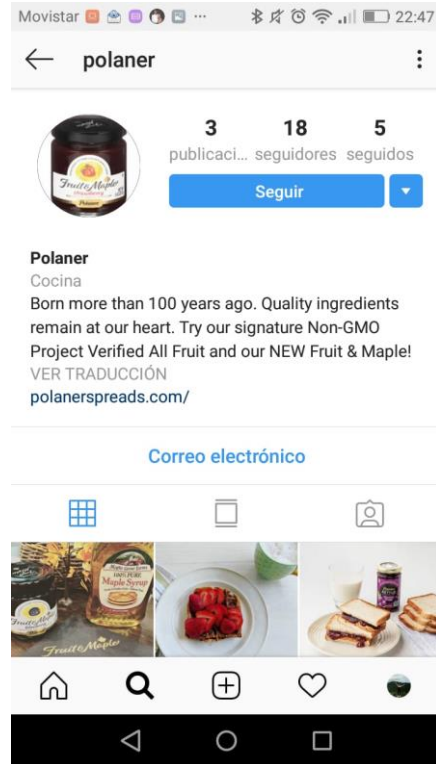 Movistar ... 22:47
polaner
3 18 5
publicaci... seguidores seguidos
Seguir
Fruit & Maple
strawberry
Polaner
Polaner
Cocina
Born more than 100 years ago. Quality ingredients
remain at our heart. Try our signature Non-GMO
Project Verified All Fruit and our NEW Fruit & Maple!
VER TRADUCCIÓN
polanerspreads.com/
Correo electrónico
100% PURE
Maple Syrup
Fruit & Maple